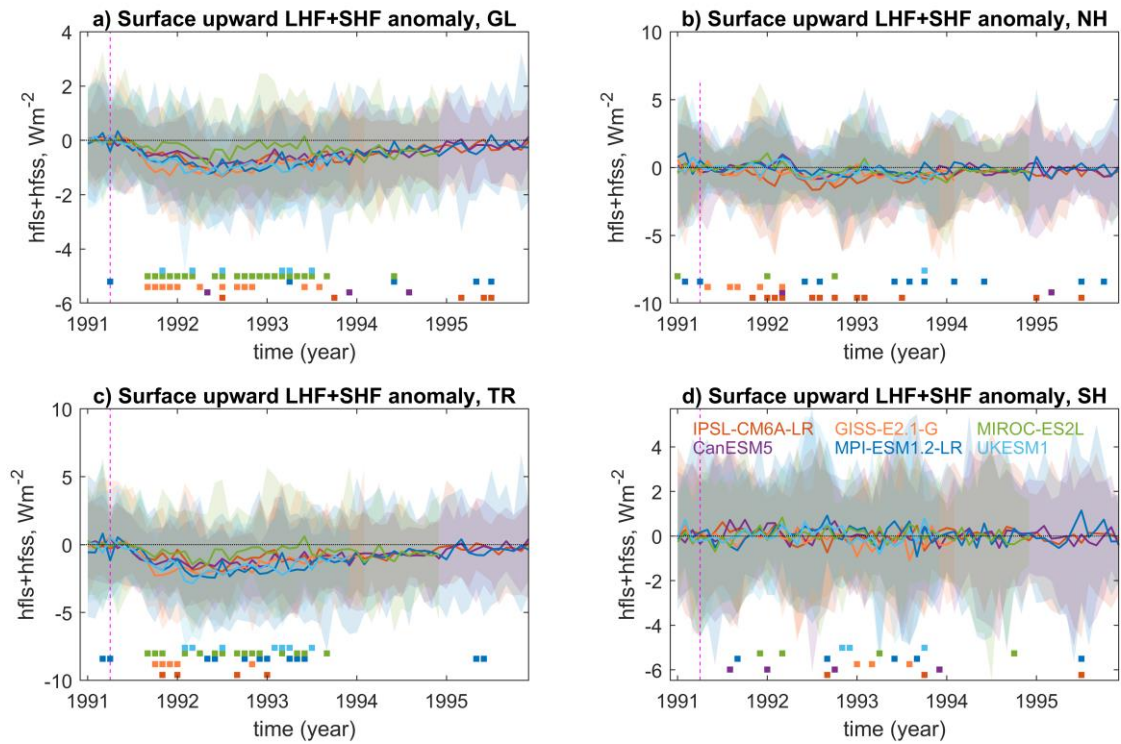 a) Surface upward LHF+SHF anomaly, GL
hfls+hfss, Wm-2
4
2
0
-2
-4
-6
1991 1992 1993 1994 1995
time (year)
b) Surface upward LHF+SHF anomaly, NH
hfls+hfss, Wm-2
10
5
0
-5
-10
1991 1992 1993 1994 1995
time (year)
c) Surface upward LHF+SHF anomaly, TR
hfls+hfss, Wm-2
10
5
0
-5
-10
1991 1992 1993 1994 1995
time (year)
d) Surface upward LHF+SHF anomaly, SH
IPSL-CM6A-LR GISS-E2.1-G MIROC-ES2L
CanESM5 MPI-ESM1.2-LR UKESM1
hfls+hfss, Wm-2
4
2
0
-2
-4
-6
1991 1992 1993 1994 1995
time (year)